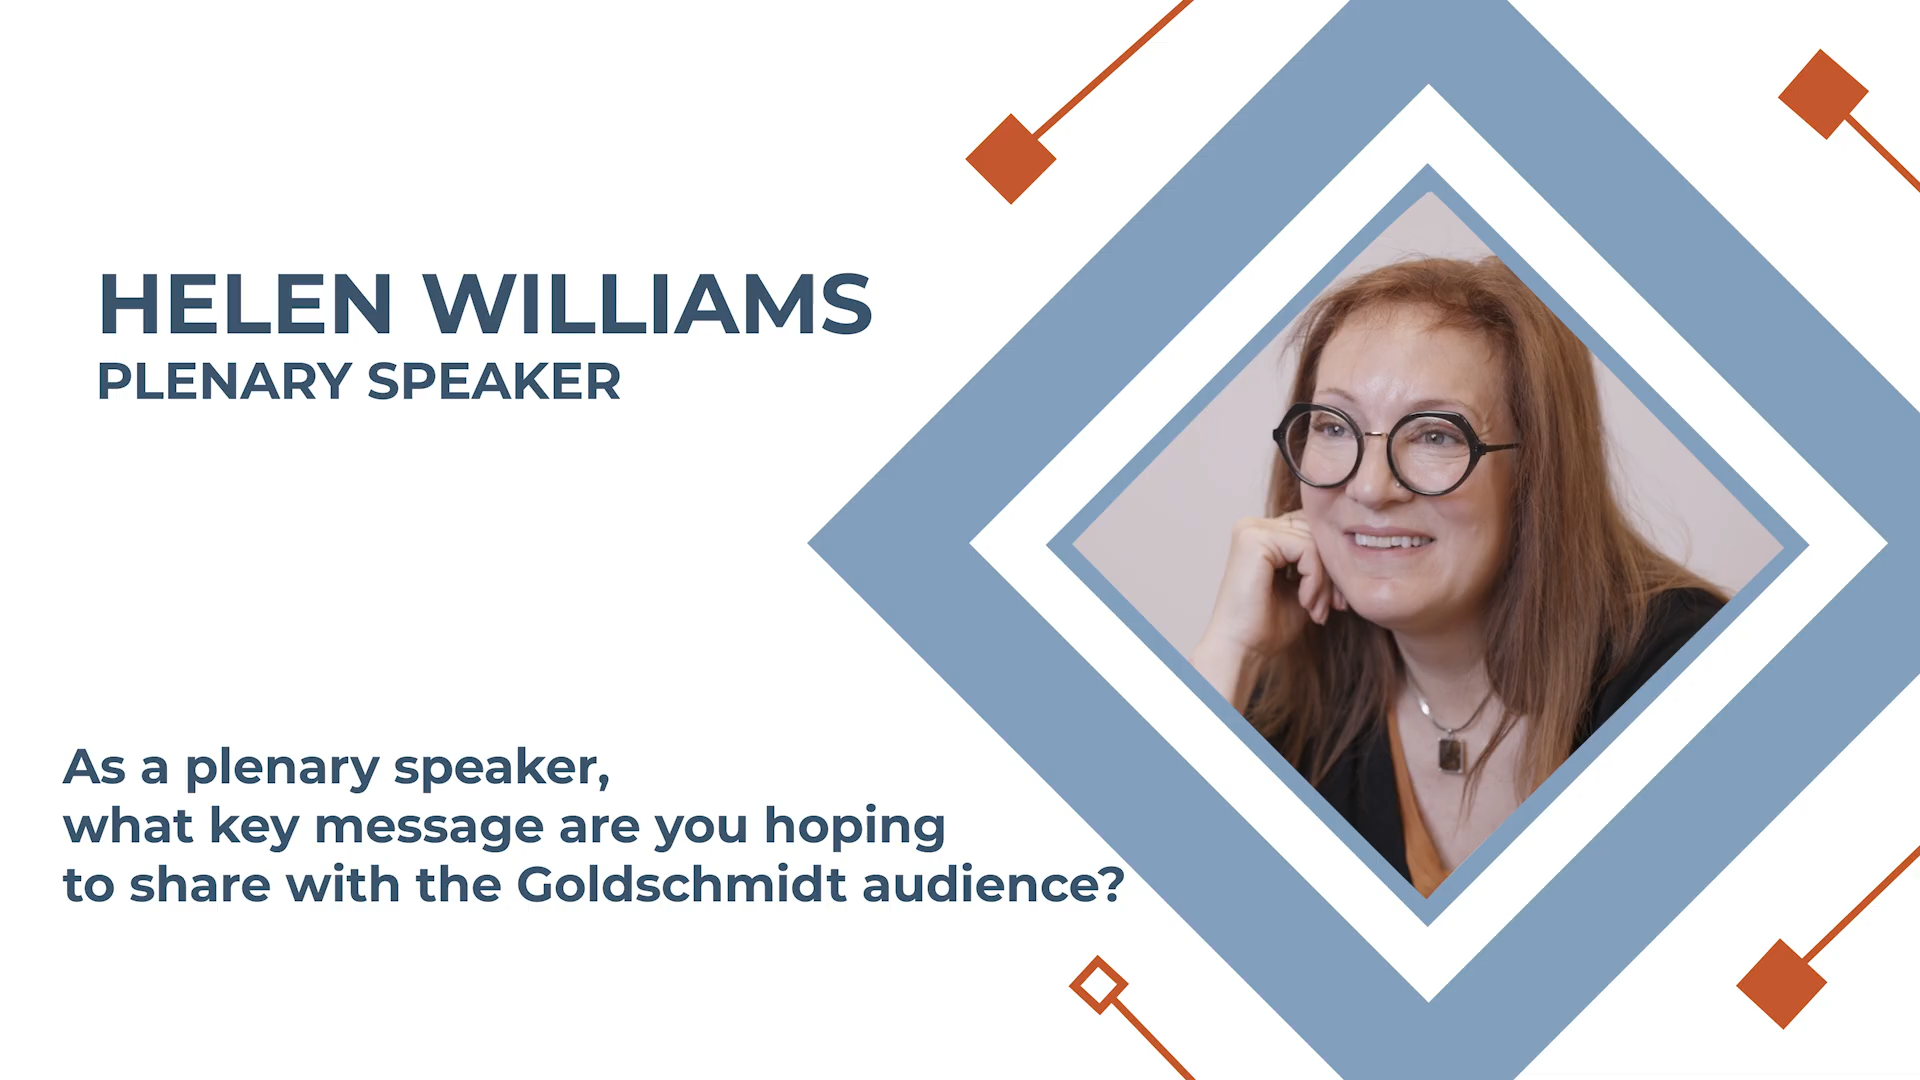 HELEN WILLIAMS
PLENARY SPEAKER
As a plenary speaker,
what key message are you hoping
to share with the Goldschmidt audience?